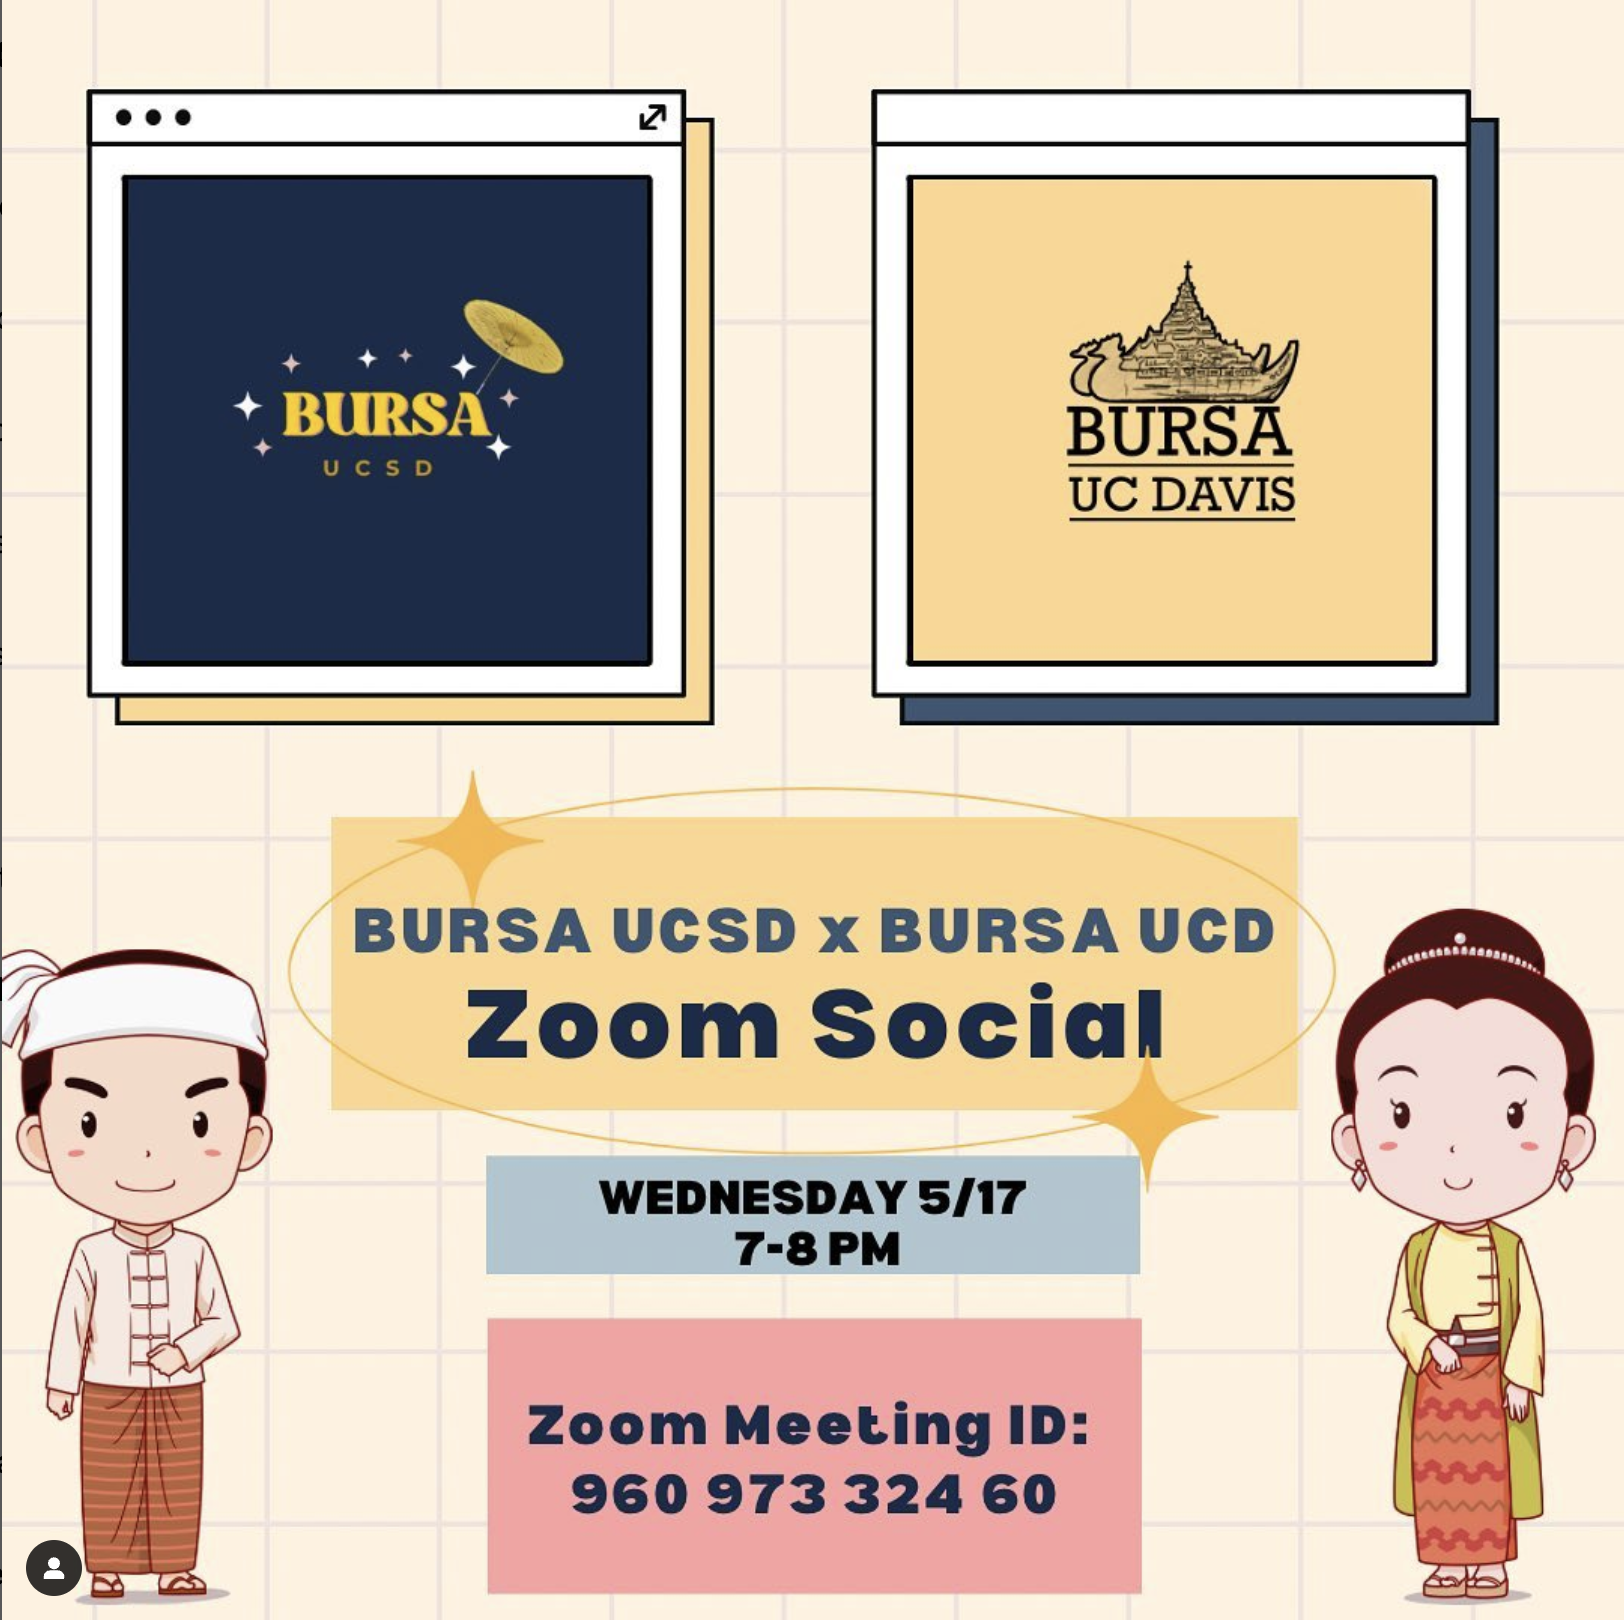 BURSA
UCSD
BURSA
UC DAVIS
BURSA UCSD x BURSA UCD
Zoom Social
WEDNESDAY 5/17
7-8 PM
Zoom Meeting ID:
960 973 324 60